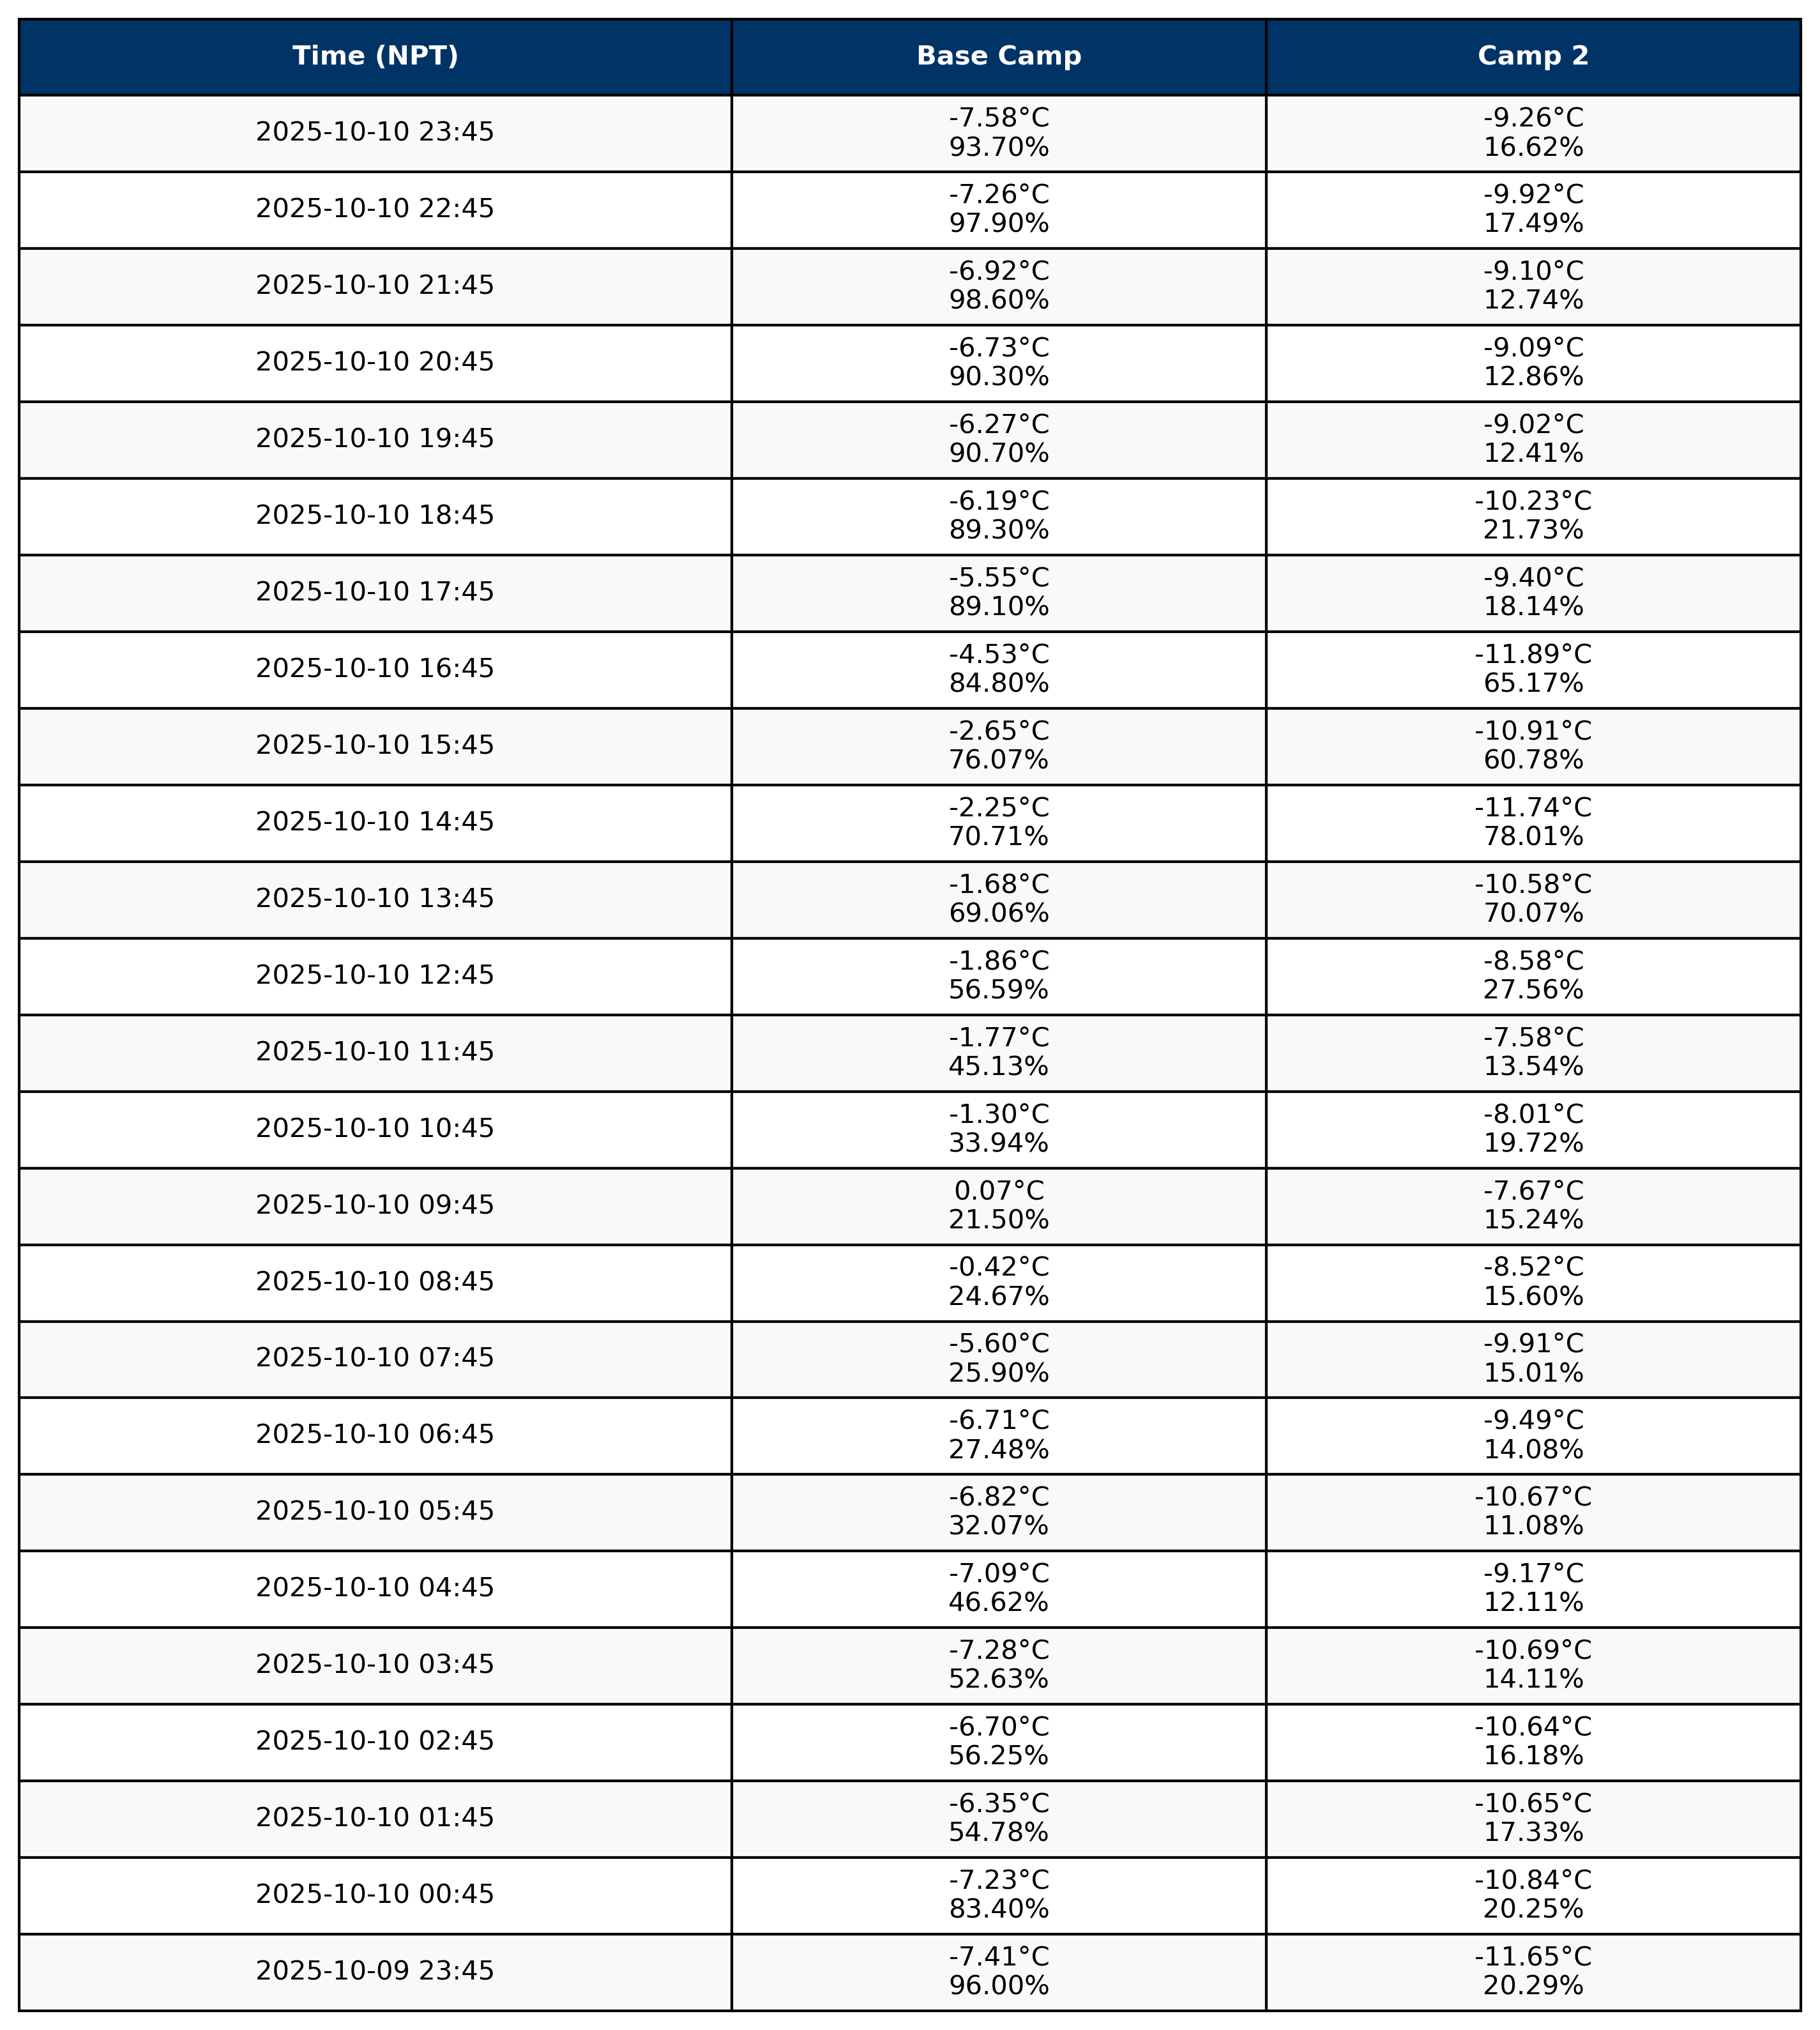 Time (NPT) Base Camp Camp 2
2025-10-10 23:45 -7.58°C -9.26°C
93.70% 16.62%
2025-10-10 22:45 -7.26°C -9.92°C
97.90% 17.49%
2025-10-10 21:45 -6.92°C -9.10°C
98.60% 12.74%
2025-10-10 20:45 -6.73°C -9.09°C
90.30% 12.86%
2025-10-10 19:45 -6.27°C -9.02°C
90.70% 12.41%
2025-10-10 18:45 -6.19°C -10.23°C
89.30% 21.73%
2025-10-10 17:45 -5.55°C -9.40°C
89.10% 18.14%
2025-10-10 16:45 -4.53°C -11.89°C
84.80% 65.17%
2025-10-10 15:45 -2.65°C -10.91°C
76.07% 60.78%
2025-10-10 14:45 -2.25°C -11.74°C
70.71% 78.01%
2025-10-10 13:45 -1.68°C -10.58°C
69.06% 70.07%
2025-10-10 12:45 -1.86°C -8.58°C
56.59% 27.56%
2025-10-10 11:45 -1.77°C -7.58°C
45.13% 13.54%
2025-10-10 10:45 -1.30°C -8.01°C
33.94% 19.72%
2025-10-10 09:45 0.07°C -7.67°C
21.50% 15.24%
2025-10-10 08:45 -0.42°C -8.52°C
24.67% 15.60%
2025-10-10 07:45 -5.60°C -9.91°C
25.90% 15.01%
2025-10-10 06:45 -6.71°C -9.49°C
27.48% 14.08%
2025-10-10 05:45 -6.82°C -10.67°C
32.07% 11.08%
2025-10-10 04:45 -7.09°C -9.17°C
46.62% 12.11%
2025-10-10 03:45 -7.28°C -10.69°C
52.63% 14.11%
2025-10-10 02:45 -6.70°C -10.64°C
56.25% 16.18%
2025-10-10 01:45 -6.35°C -10.65°C
54.78% 17.33%
2025-10-10 00:45 -7.23°C -10.84°C
83.40% 20.25%
2025-10-09 23:45 -7.41°C -11.65°C
96.00% 20.29%